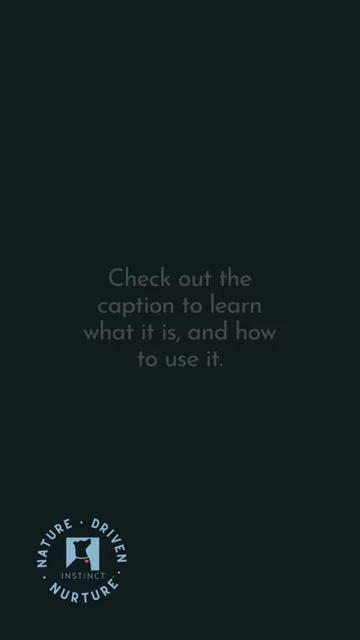 Check out the
caption to learn
what it is, and how
to use it.
NATURE · DRIVEN
INSTINCT
· NURTURE ·